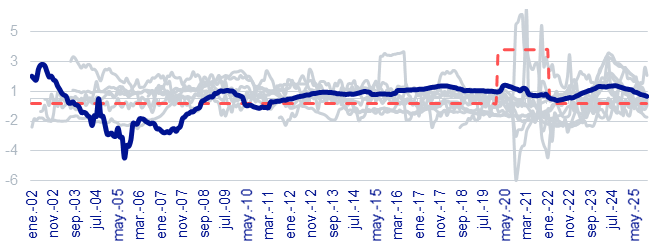 5
3
1
-2
-4
-6
ene.-02
nov.-02
sep.-03
jul.-04
may.-05
mar.-06
ene.-07
nov.-07
sep.-08
jul.-09
may.-10
mar.-11
ene.-12
nov.-12
sep.-13
jul.-14
may.-15
mar.-16
ene.-17
nov.-17
sep.-18
jul.-19
may.-20
mar.-21
ene.-22
nov.-22
sep.-23
jul.-24
may.-25